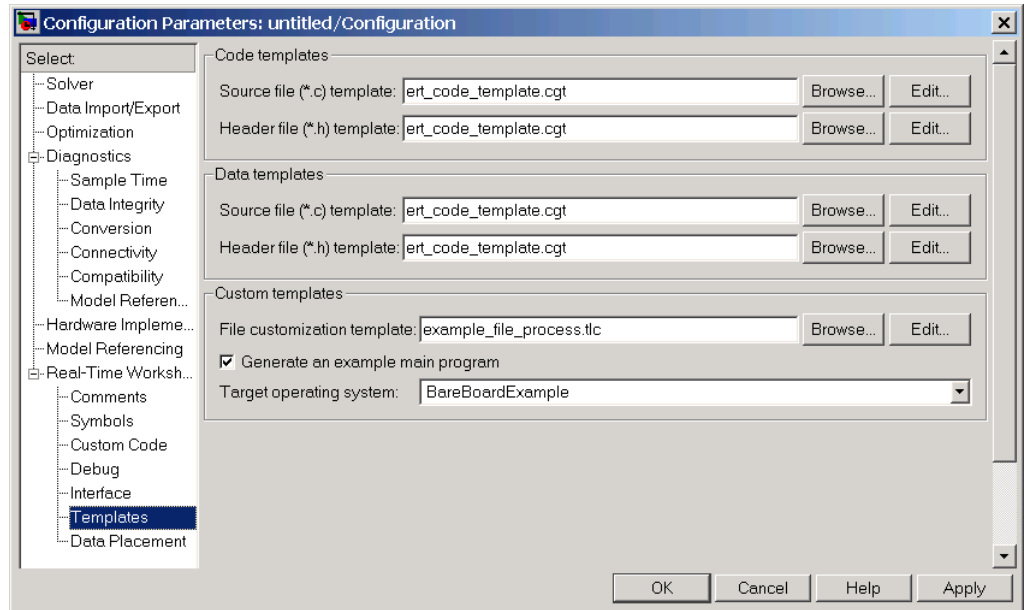 Configuration Parameters: untitled/Configuration
Select:
Solver
Data Import/Export
Optimization
Diagnostics
Sample Time
Data Integrity
Conversion
Connectivity
Compatibility
Model Referen...
Hardware Impleme...
Model Referencing
Real-Time Worksh...
Comments
Symbols
Custom Code
Debug
Interface
Templates
Data Placement
Code templates
Source file (*.c) template: ert_code_template.cgt Browse... Edit...
Header file (*.h) template: ert_code_template.cgt Browse... Edit...
Data templates
Source file (*.c) template: ert_code_template.cgt Browse... Edit...
Header file (*.h) template: ert_code_template.cgt Browse... Edit...
Custom templates
File customization template: example_file_process.tlc Browse... Edit...
Generate an example main program
Target operating system: BareBoardExample
OK Cancel Help Apply